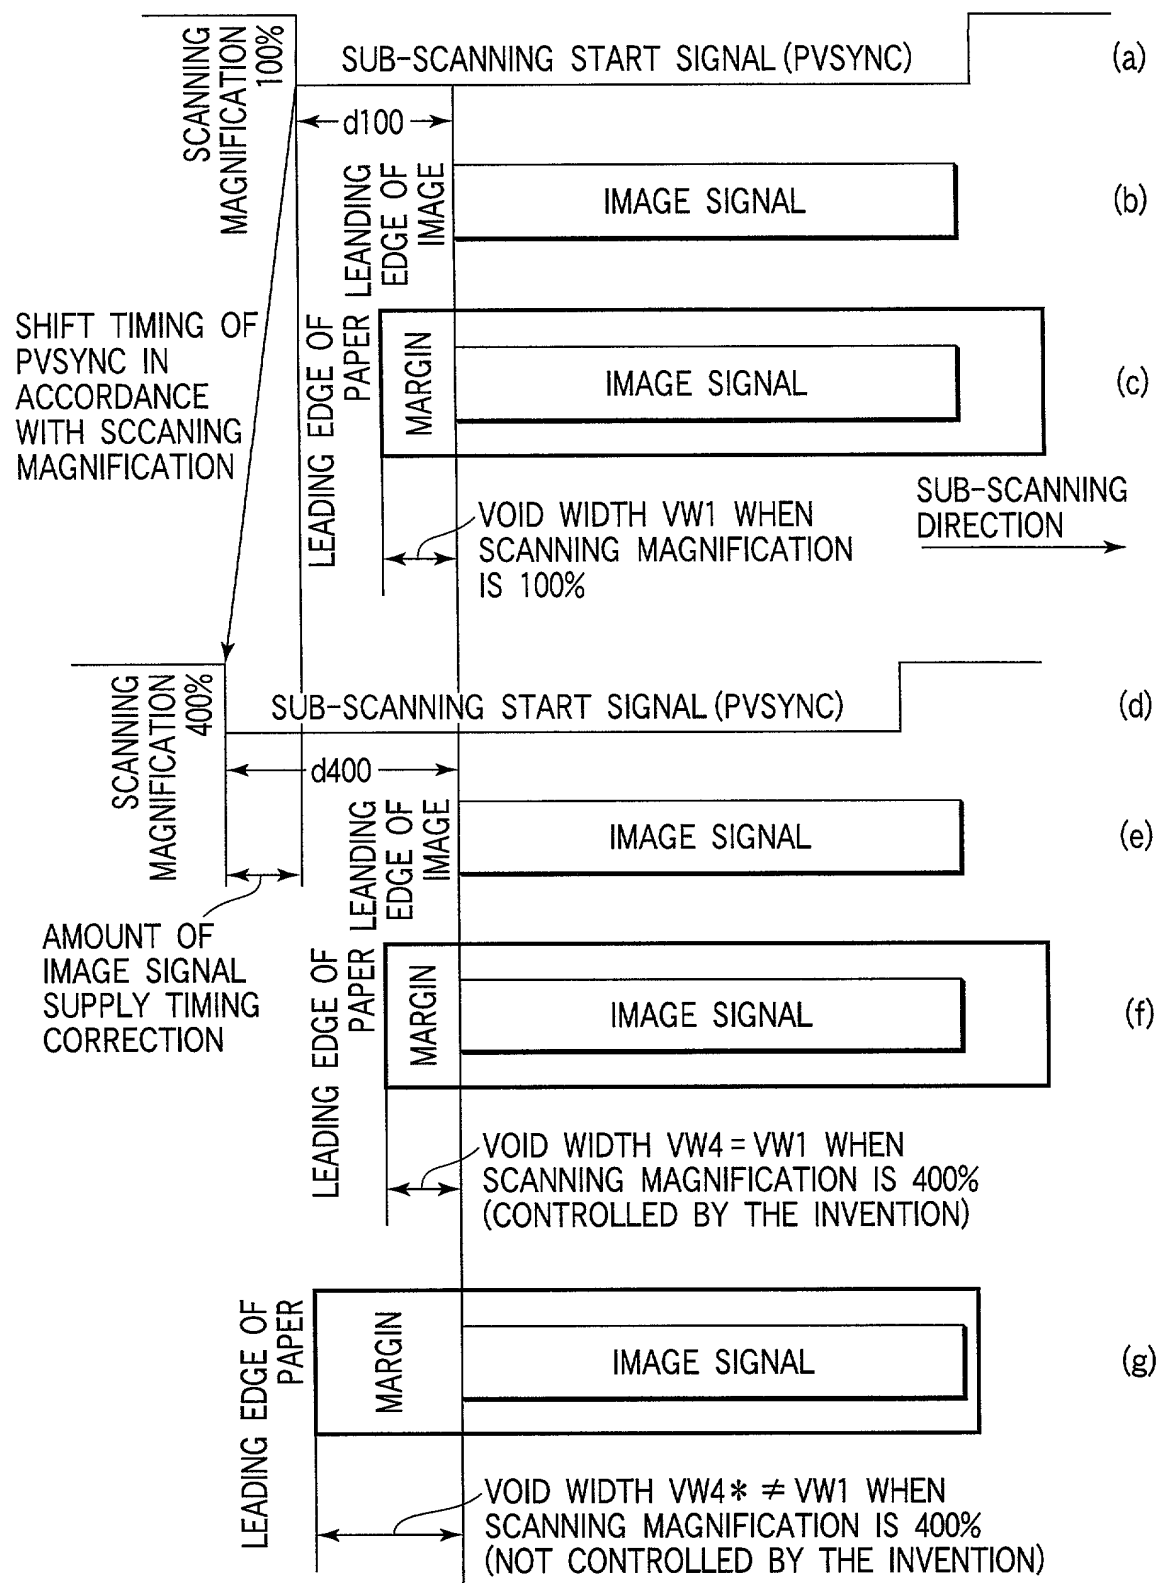 SCANNING
MAGNIFICATION
100%
SUB-SCANNING START SIGNAL (PVSYNC)
(a)
d100
LEANDING
EDGE OF
IMAGE
IMAGE SIGNAL
(b)
SHIFT TIMING OF
PVSYNC IN
ACCORDANCE
WITH SCCANING
MAGNIFICATION
LEADING EDGE OF
PAPER
MARGIN
IMAGE SIGNAL
(c)
VOID WIDTH VW1 WHEN
SCANNING MAGNIFICATION
IS 100%
SUB-SCANNING
DIRECTION
SCANNING
MAGNIFICATION
400%
SUB-SCANNING START SIGNAL (PVSYNC)
(d)
d400
LEANDING
EDGE OF
IMAGE
IMAGE SIGNAL
(e)
AMOUNT OF
IMAGE SIGNAL
SUPPLY TIMING
CORRECTION
LEADING EDGE OF
PAPER
MARGIN
IMAGE SIGNAL
(f)
VOID WIDTH VW4 = VW1 WHEN
SCANNING MAGNIFICATION IS 400%
(CONTROLLED BY THE INVENTION)
LEADING EDGE OF
PAPER
MARGIN
IMAGE SIGNAL
(g)
VOID WIDTH VW4* ≠ VW1 WHEN
SCANNING MAGNIFICATION IS 400%
(NOT CONTROLLED BY THE INVENTION)